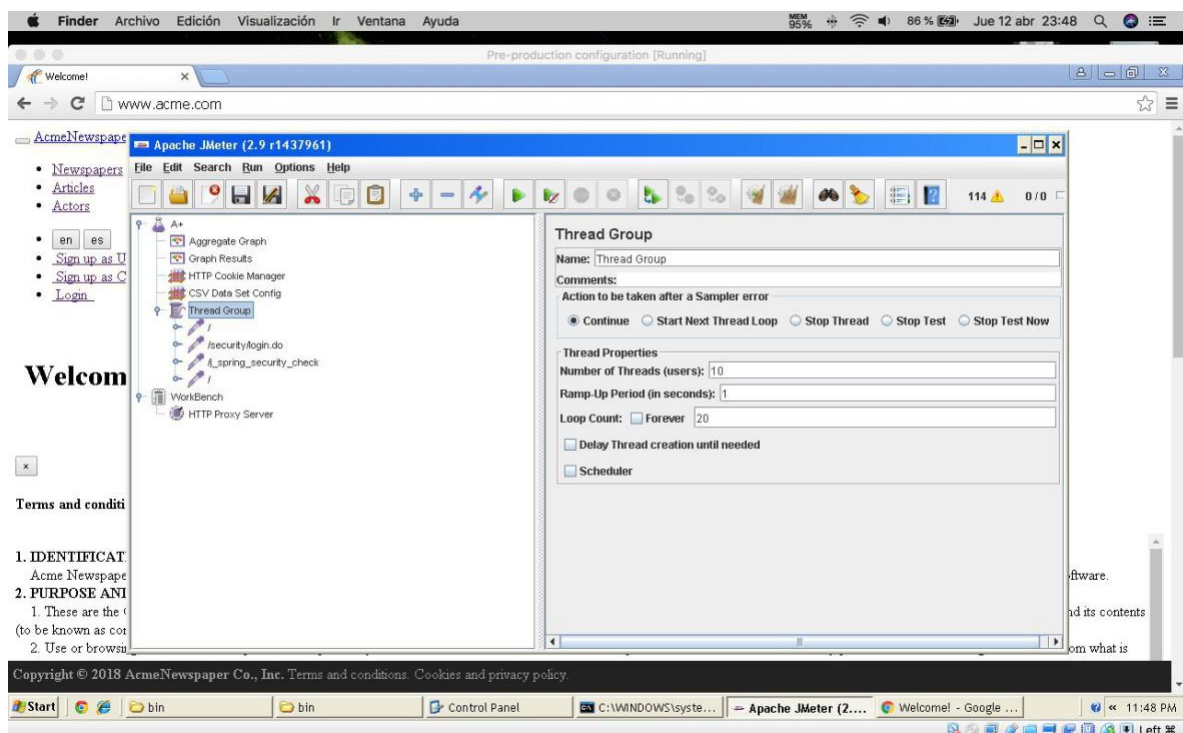 Finder Archivo Edición Visualización Ir Ventana Ayuda MEM 95% 86 % Jue 12 abr 23:48
Pre-production configuration [Running]
Welcome!
www.acme.com
AcmeNewspape
Newspapers
Articles
Actors
en es
Sign up as U
Sign up as C
Login
Welcom
x
Terms and conditi
1. IDENTIFICAT
Acme Newspape
ftware.
2. PURPOSE ANI
1. These are the
nd its contents
(to be known as cor
2. Use or browsi
om what is
Copyright © 2018 AcmeNewspaper Co., Inc. Terms and conditions. Cookies and privacy policy.
Apache JMeter (2.9 r1437961)
File Edit Search Run Options Help
114 0/0
A+
Aggregate Graph
Graph Results
HTTP Cookie Manager
CSV Data Set Config
Thread Group
/
/security/login.do
/j_spring_security_check
/
WorkBench
HTTP Proxy Server
Thread Group
Name: Thread Group
Comments:
Action to be taken after a Sampler error
Continue Start Next Thread Loop Stop Thread Stop Test Stop Test Now
Thread Properties
Number of Threads (users): 10
Ramp-Up Period (in seconds): 1
Loop Count: Forever 20
Delay Thread creation until needed
Scheduler
Start bin bin Control Panel C:\WINDOWS\syste... Apache JMeter (2.... Welcome! - Google ... « 11:48 PM
Left ⌘